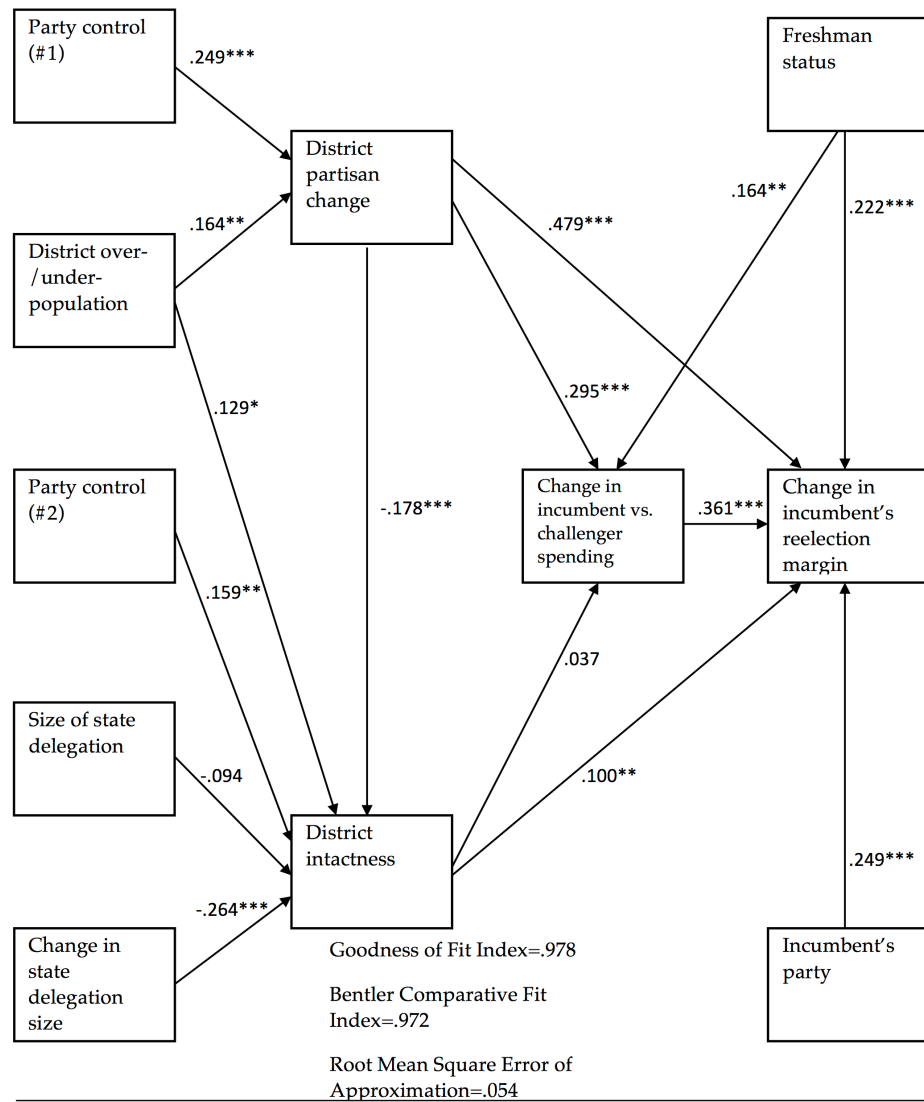 Party control
(#1)
.249***
Freshman
status
District
partisan
change
.164**
.479***
.164**
.222***
District over-
/under-
population
.129*
.295***
-.178***
Party control
(#2)
.159**
Change in
incumbent vs.
challenger
spending
.361***
Change in
incumbent's
reelection
margin
.037
Size of state
delegation
-.094
.100**
District
intactness
-.264***
.249***
Change in
state
delegation
size
Incumbent's
party
Goodness of Fit Index=.978
Bentler Comparative Fit
Index=.972
Root Mean Square Error of
Approximation=.054